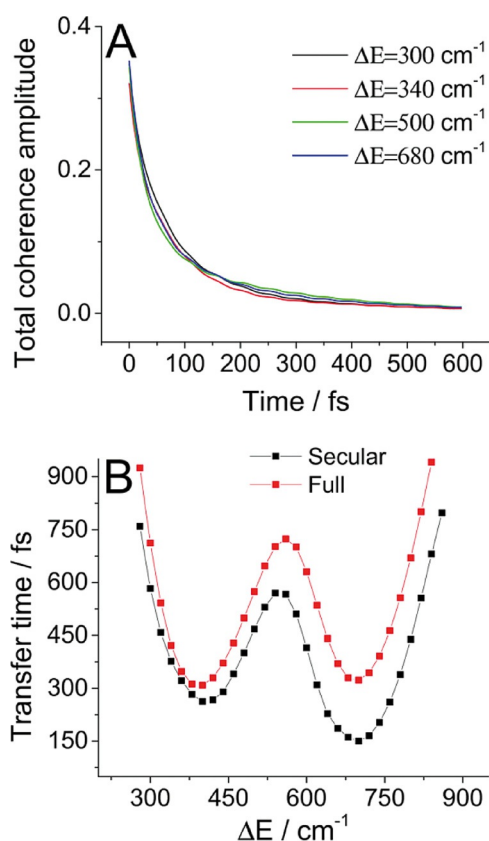 A
0.4
0.2
0.0
Total coherence amplitude
ΔE=300 cm⁻¹
ΔE=340 cm⁻¹
ΔE=500 cm⁻¹
ΔE=680 cm⁻¹
0 100 200 300 400 500 600
Time / fs
B
Secular
Full
900
750
600
450
300
150
Transfer time / fs
300 450 600 750 900
ΔE / cm⁻¹